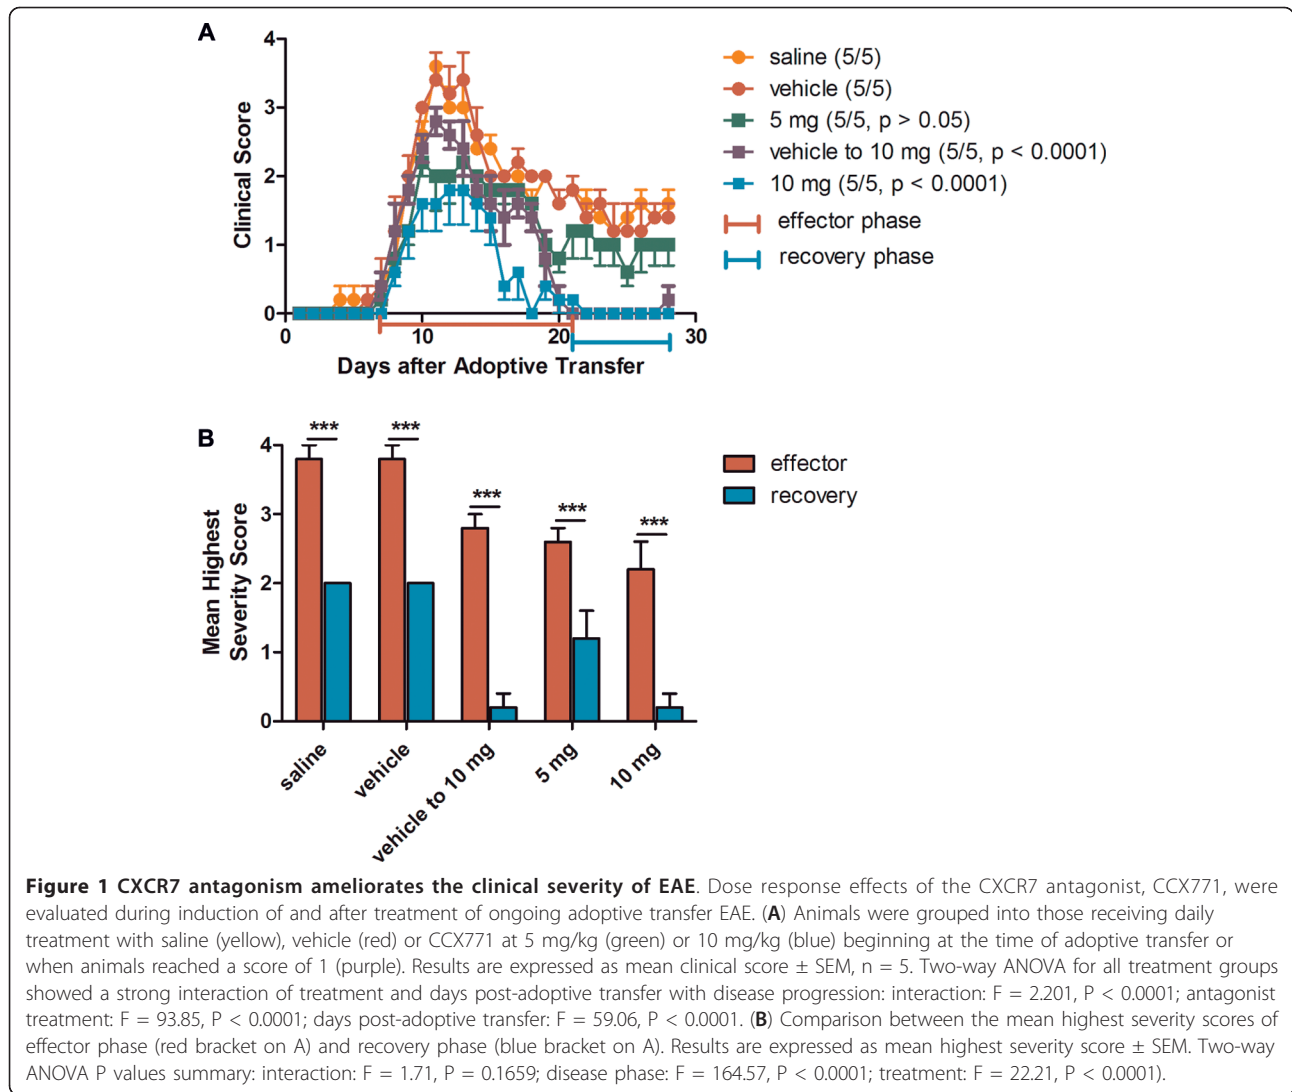 A
4
3
2
1
0
Clinical Score
0 10 20 30
Days after Adoptive Transfer
saline (5/5)
vehicle (5/5)
5 mg (5/5, p > 0.05)
vehicle to 10 mg (5/5, p < 0.0001)
10 mg (5/5, p < 0.0001)
effector phase
recovery phase
B
4
3
2
1
0
Mean Highest
Severity Score
*** *** *** *** ***
saline
vehicle
vehicle to 10 mg
5 mg
10 mg
effector
recovery
Figure 1 CXCR7 antagonism ameliorates the clinical severity of EAE. Dose response effects of the CXCR7 antagonist, CCX771, were
evaluated during induction of and after treatment of ongoing adoptive transfer EAE. (A) Animals were grouped into those receiving daily
treatment with saline (yellow), vehicle (red) or CCX771 at 5 mg/kg (green) or 10 mg/kg (blue) beginning at the time of adoptive transfer or
when animals reached a score of 1 (purple). Results are expressed as mean clinical score ± SEM, n = 5. Two-way ANOVA for all treatment groups
showed a strong interaction of treatment and days post-adoptive transfer with disease progression: interaction: F = 2.201, P < 0.0001; antagonist
treatment: F = 93.85, P < 0.0001; days post-adoptive transfer: F = 59.06, P < 0.0001. (B) Comparison between the mean highest severity scores of
effector phase (red bracket on A) and recovery phase (blue bracket on A). Results are expressed as mean highest severity score ± SEM. Two-way
ANOVA P values summary: interaction: F = 1.71, P = 0.1659; disease phase: F = 164.57, P < 0.0001; treatment: F = 22.21, P < 0.0001).